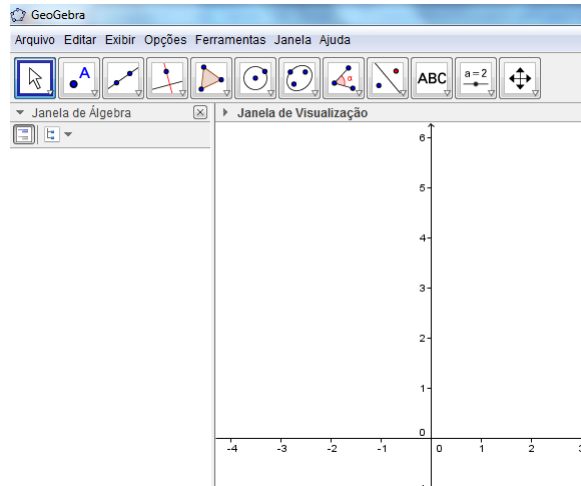 GeoGebra
Arquivo Editar Exibir Opções Ferramentas Janela Ajuda
A α ABC a=2
Janela de Álgebra
Janela de Visualização
6
5
4
3
2
1
0
-4 -3 -2 -1 0 1 2 3